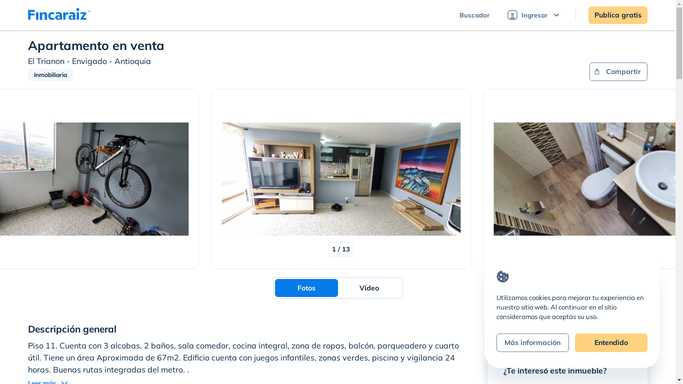 Fincaraiz
Buscador
Ingresar
Publica gratis
Apartamento en venta
El Trianon - Envigado - Antioquia
Inmobiliaria
Compartir
1 / 13
Fotos
Video
Utilizamos cookies para mejorar tu experiencia en
nuestro sitio web. Al continuar en el sitio
consideramos que aceptas su uso.
Más información
Entendido
Descripción general
Piso 11. Cuenta con 3 alcobas, 2 baños, sala comedor, cocina integral, zona de ropas, balcón, parqueadero y cuarto
útil. Tiene un área Aproximada de 67m2. Edificio cuenta con juegos infantiles, zonas verdes, piscina y vigilancia 24
horas. Buenas rutas integradas del metro. .
Leer más
¿Te interesó este inmueble?